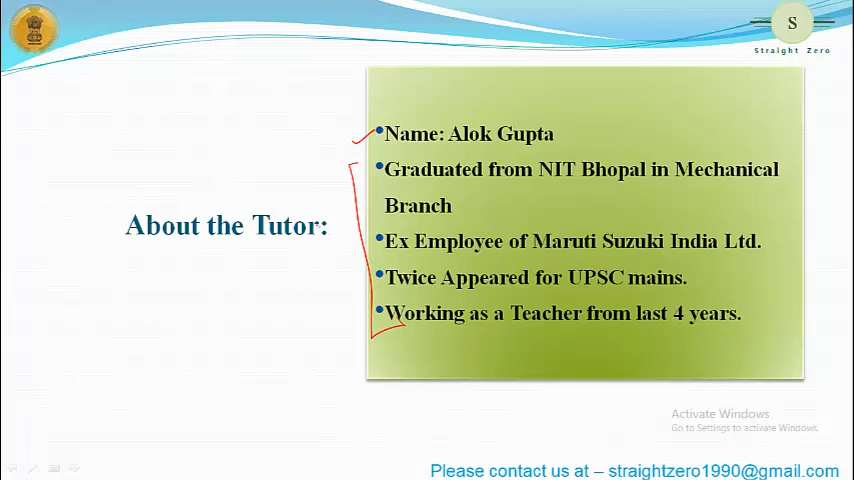 S
Straight Zero
About the Tutor:
•Name: Alok Gupta
•Graduated from NIT Bhopal in Mechanical
Branch
•Ex Employee of Maruti Suzuki India Ltd.
•Twice Appeared for UPSC mains.
•Working as a Teacher from last 4 years.
Activate Windows
Go to Settings to activate Windows.
Please contact us at – straightzero1990@gmail.com